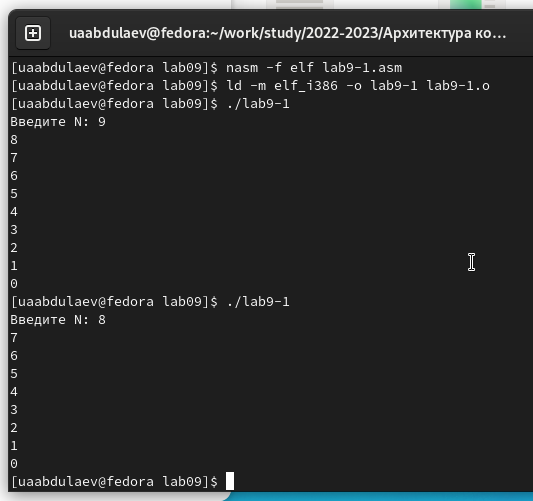 uaabdulaev@fedora:~/work/study/2022-2023/Архитектура ко...
[uaabdulaev@fedora lab09]$ nasm -f elf lab9-1.asm
[uaabdulaev@fedora lab09]$ ld -m elf_i386 -o lab9-1 lab9-1.o
[uaabdulaev@fedora lab09]$ ./lab9-1
Введите N: 9
8
7
6
5
4
3
2
1
0
[uaabdulaev@fedora lab09]$ ./lab9-1
Введите N: 8
7
6
5
4
3
2
1
0
[uaabdulaev@fedora lab09]$